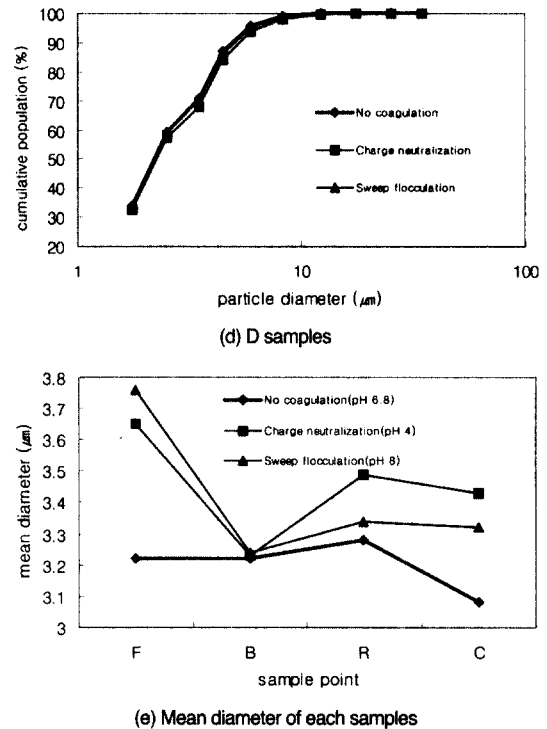 100
90
80
70
60
50
40
30
20
cumulative population (%)
No coagulation
Charge neutralization
Sweep flocculation
1
10
100
particle diameter (㎛)
(d) D samples
3.8
3.7
3.6
3.5
3.4
3.3
3.2
3.1
3
mean diameter (㎛)
No coagulation(pH 6.8)
Charge neutralization(pH 4)
Sweep flocculation(pH 8)
F
B
R
C
sample point
(e) Mean diameter of each samples